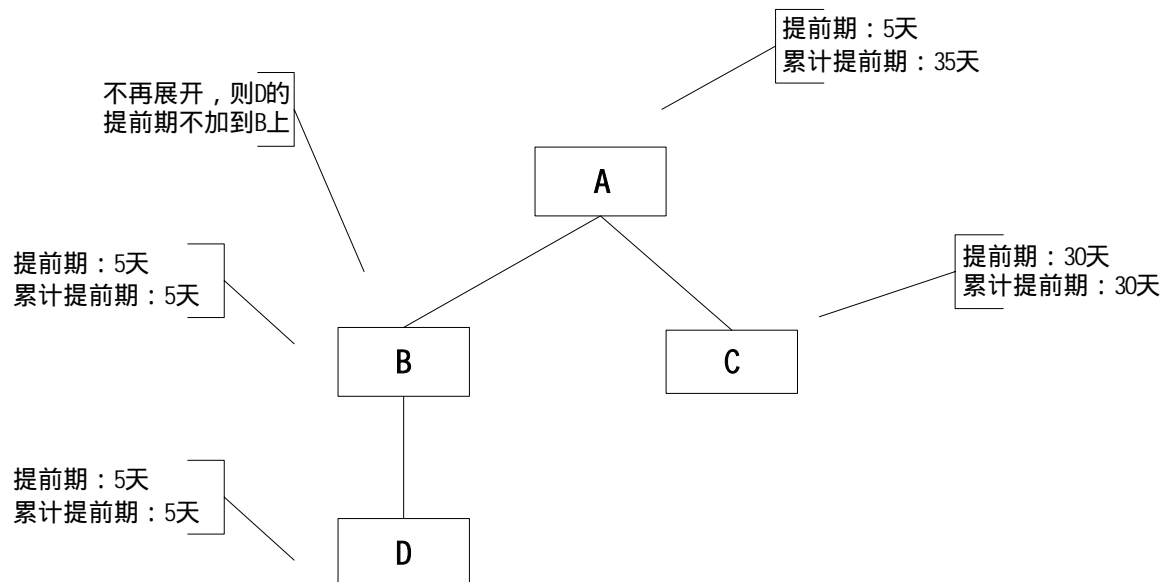 提前期：5天
累计提前期：35天
不再展开，则D的
提前期不加到B上
A
提前期：5天
累计提前期：5天
提前期：30天
累计提前期：30天
B
C
提前期：5天
累计提前期：5天
D